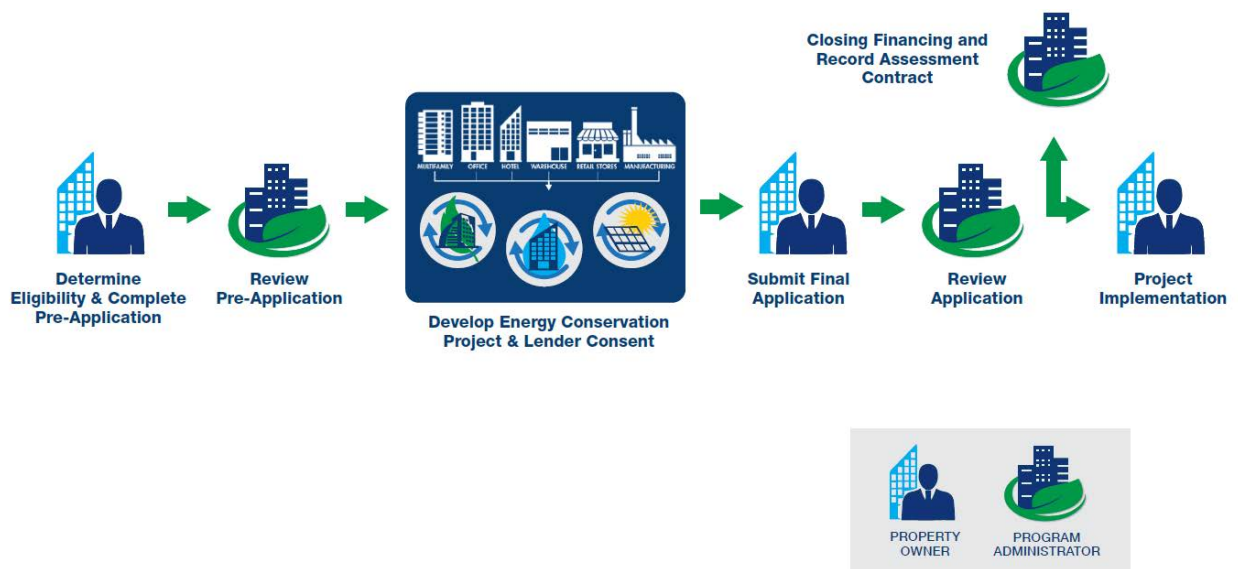 Closing Financing and
Record Assessment
Contract
MULTIFAMILY
OFFICE
HOTEL
WAREHOUSE
RETAIL STORES
MANUFACTURING
Determine
Eligibility & Complete
Pre-Application
Review
Pre-Application
Develop Energy Conservation
Project & Lender Consent
Submit Final
Application
Review
Application
Project
Implementation
PROPERTY
OWNER
PROGRAM
ADMINISTRATOR